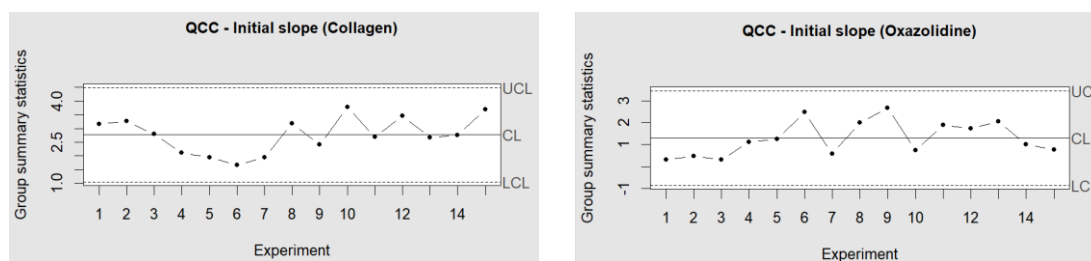 QCC - Initial slope (Collagen)
Group summary statistics
4.0
2.5
1.0
UCL
CL
LCL
1 2 3 4 5 6 7 8 9 10 12 14
Experiment
QCC - Initial slope (Oxazolidine)
Group summary statistics
3
2
1
-1
UC
CL
LC
1 2 3 4 5 6 7 8 9 10 12 14
Experiment